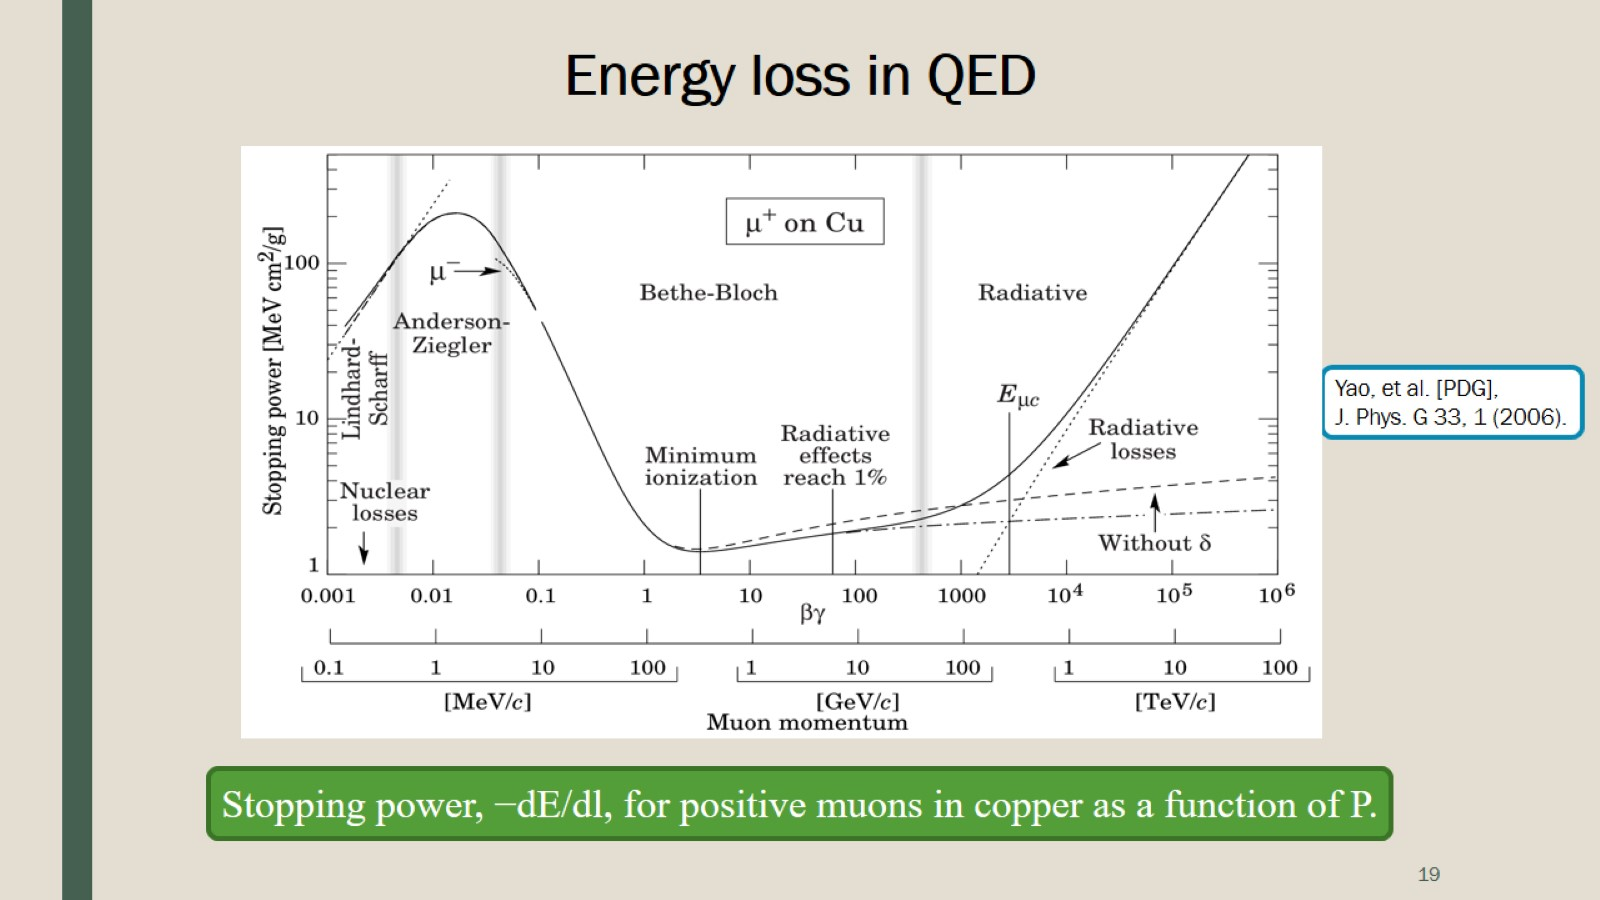 Energy loss in QED
Stopping power [MeV cm²/g]
100
10
1
μ⁺ on Cu
μ⁻
Bethe-Bloch
Radiative
Anderson-
Ziegler
Lindhard-
Scharff
Eμc
Radiative
losses
Radiative
effects
reach 1%
Minimum
ionization
Nuclear
losses
Without δ
0.001 0.01 0.1 1 10 100 1000 10⁴ 10⁵ 10⁶
βγ
0.1 1 10 100 1 10 100 1 10 100
[MeV/c] [GeV/c] [TeV/c]
Muon momentum
Yao, et al. [PDG],
J. Phys. G 33, 1 (2006).
Stopping power, −dE/dl, for positive muons in copper as a function of P.
19